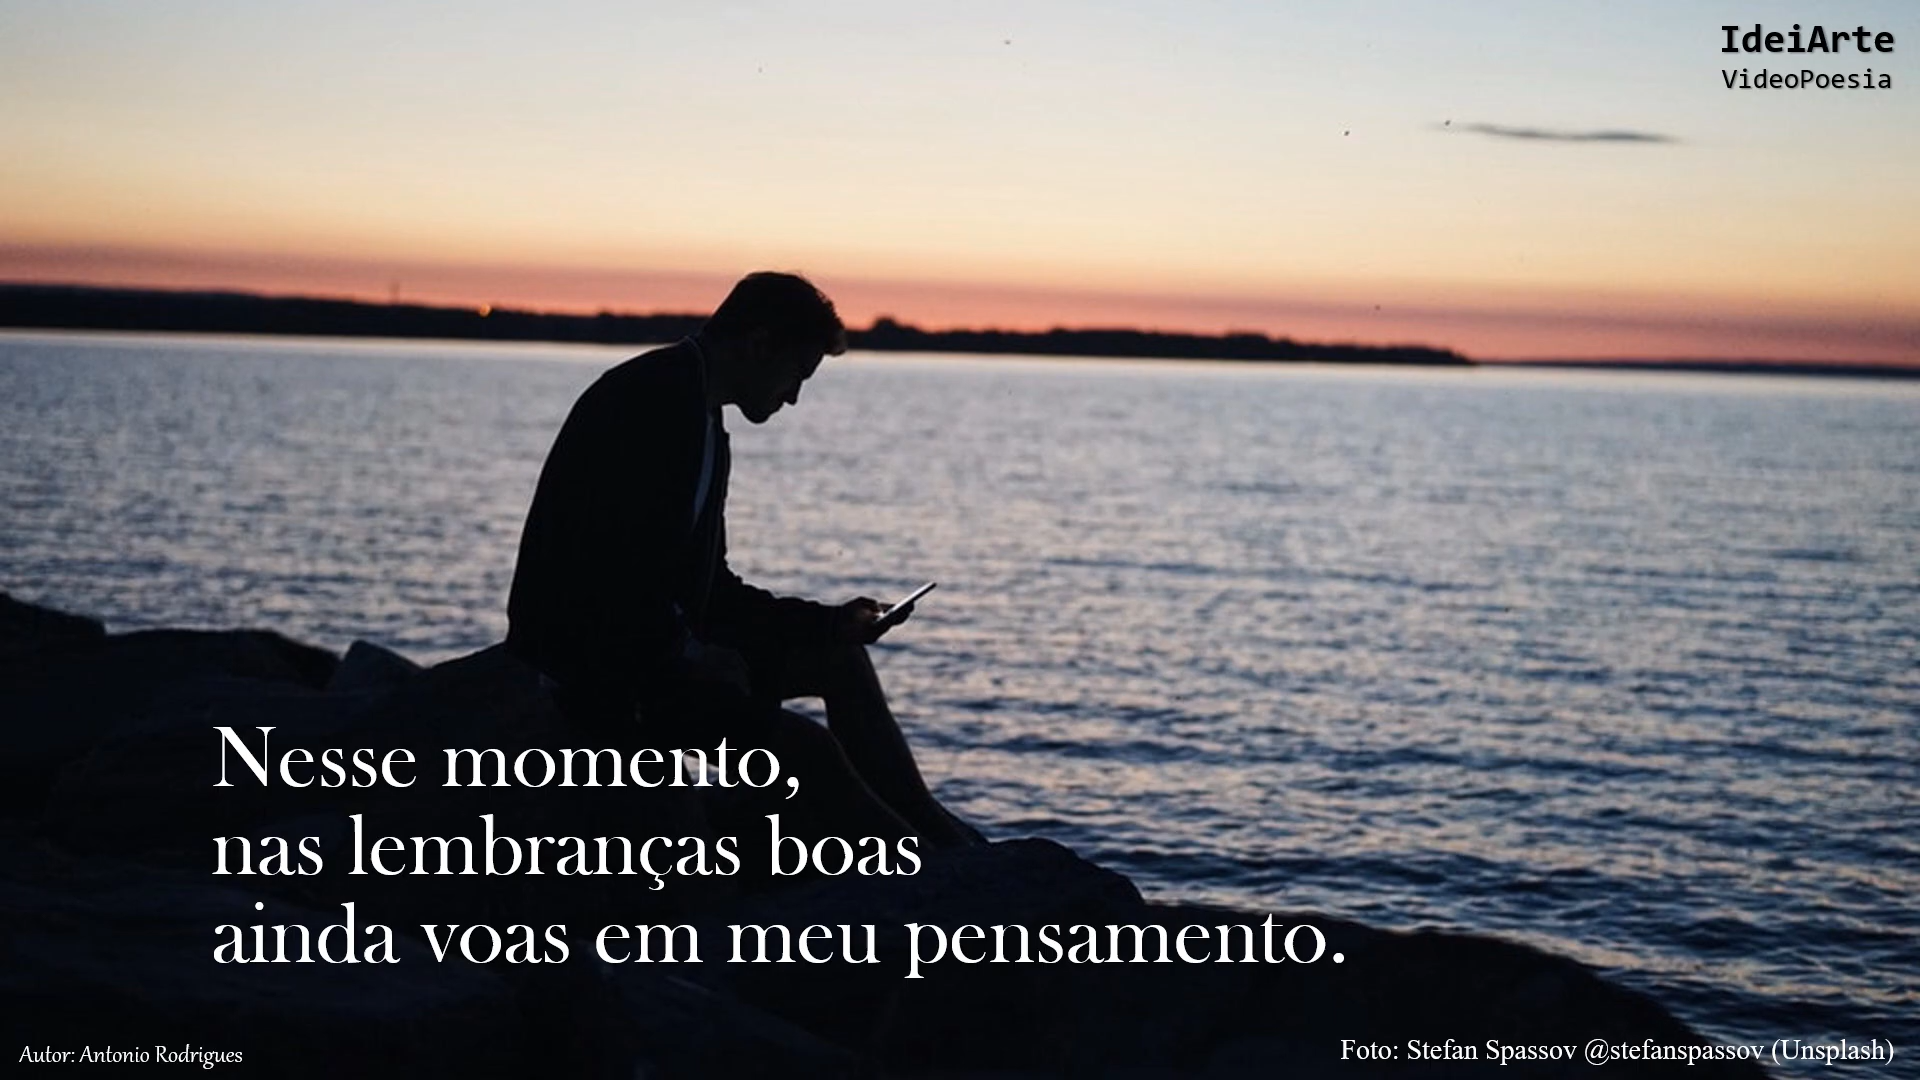 IdeiArte
VideoPoesia
Nesse momento,
nas lembranças boas
ainda voas em meu pensamento.
Autor: Antonio Rodrigues
Foto: Stefan Spassov @stefanspassov (Unsplash)